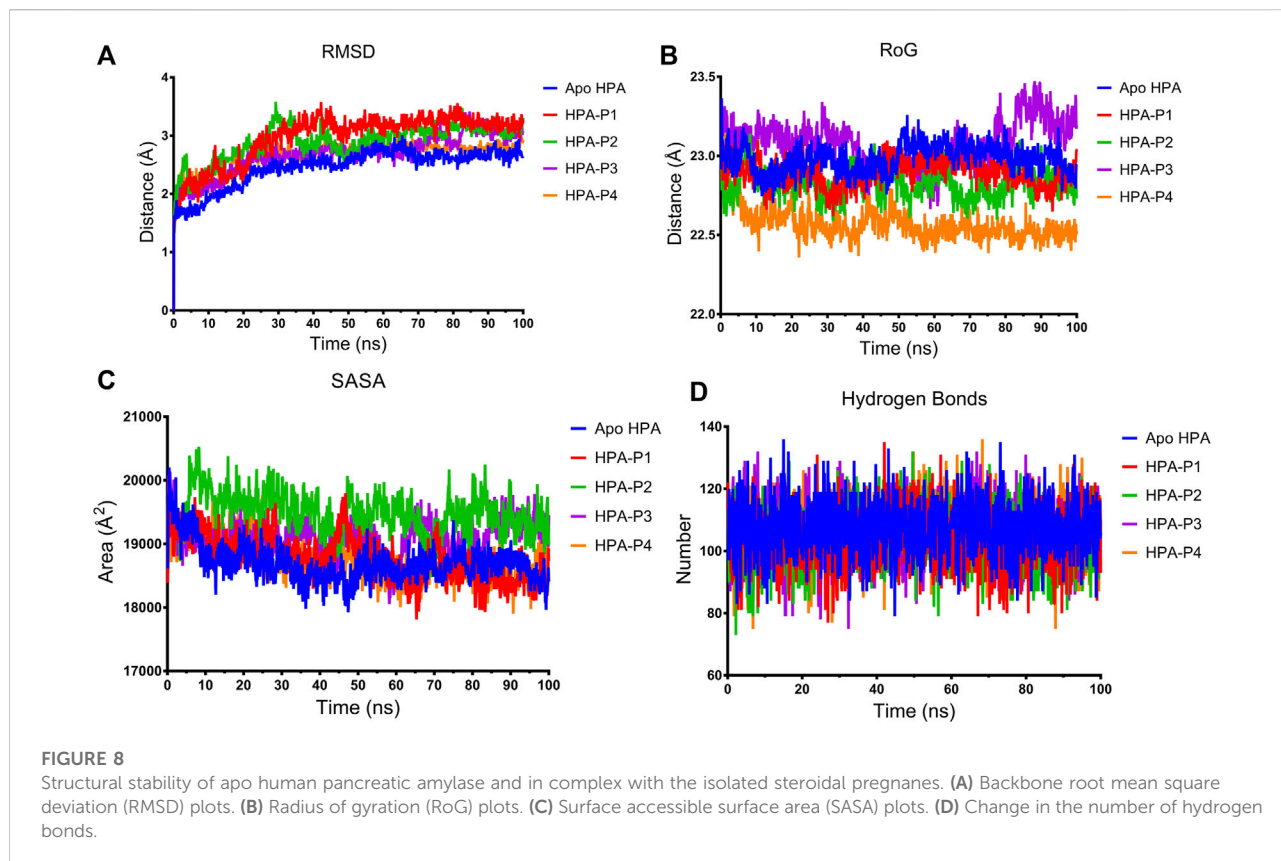 A
RMSD
Distance (Å)
4
3
2
1
0
0 10 20 30 40 50 60 70 80 90 100
Time (ns)
Apo HPA
HPA-P1
HPA-P2
HPA-P3
HPA-P4
B
RoG
Distance (Å)
23.5
23.0
22.5
22.0
0 10 20 30 40 50 60 70 80 90 100
Time (ns)
Apo HPA
HPA-P1
HPA-P2
HPA-P3
HPA-P4
C
SASA
Area (Å²)
21000
20000
19000
18000
17000
0 10 20 30 40 50 60 70 80 90 100
Time (ns)
Apo HPA
HPA-P1
HPA-P2
HPA-P3
HPA-P4
D
Hydrogen Bonds
Number
140
120
100
80
60
0 20 40 60 80 100
Time (ns)
Apo HPA
HPA-P1
HPA-P2
HPA-P3
HPA-P4
FIGURE 8
Structural stability of apo human pancreatic amylase and in complex with the isolated steroidal pregnanes. (A) Backbone root mean square
deviation (RMSD) plots. (B) Radius of gyration (RoG) plots. (C) Surface accessible surface area (SASA) plots. (D) Change in the number of hydrogen
bonds.